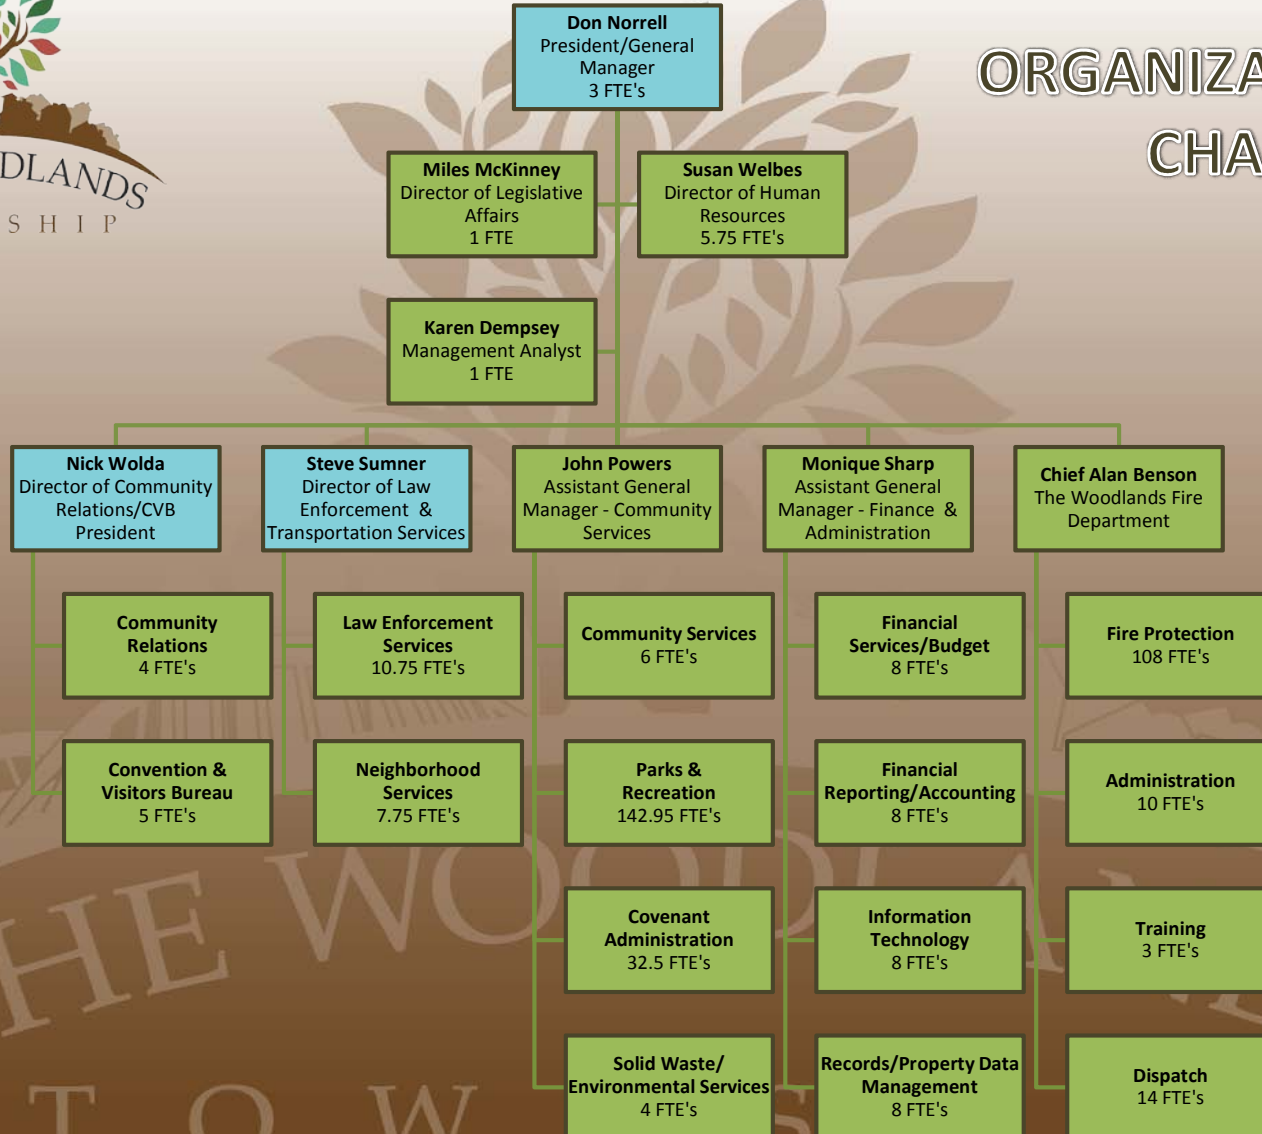 Don Norrell
President/General
Manager
3 FTE's
ORGANIZA
CHA
DLANDS
SHIP
Miles McKinney
Director of Legislative
Affairs
1 FTE
Susan Welbes
Director of Human
Resources
5.75 FTE's
Karen Dempsey
Management Analyst
1 FTE
Nick Wolda
Director of Community
Relations/CVB
President
Steve Sumner
Director of Law
Enforcement &
Transportation Services
John Powers
Assistant General
Manager - Community
Services
Monique Sharp
Assistant General
Manager - Finance &
Administration
Chief Alan Benson
The Woodlands Fire
Department
Community
Relations
4 FTE's
Law Enforcement
Services
10.75 FTE's
Community Services
6 FTE's
Financial
Services/Budget
8 FTE's
Fire Protection
108 FTE's
Convention &
Visitors Bureau
5 FTE's
Neighborhood
Services
7.75 FTE's
Parks &
Recreation
142.95 FTE's
Financial
Reporting/Accounting
8 FTE's
Administration
10 FTE's
Covenant
Administration
32.5 FTE's
Information
Technology
8 FTE's
Training
3 FTE's
Solid Waste/
Environmental Services
4 FTE's
Records/Property Data
Management
8 FTE's
Dispatch
14 FTE's
HE WOODLAND
TOW S